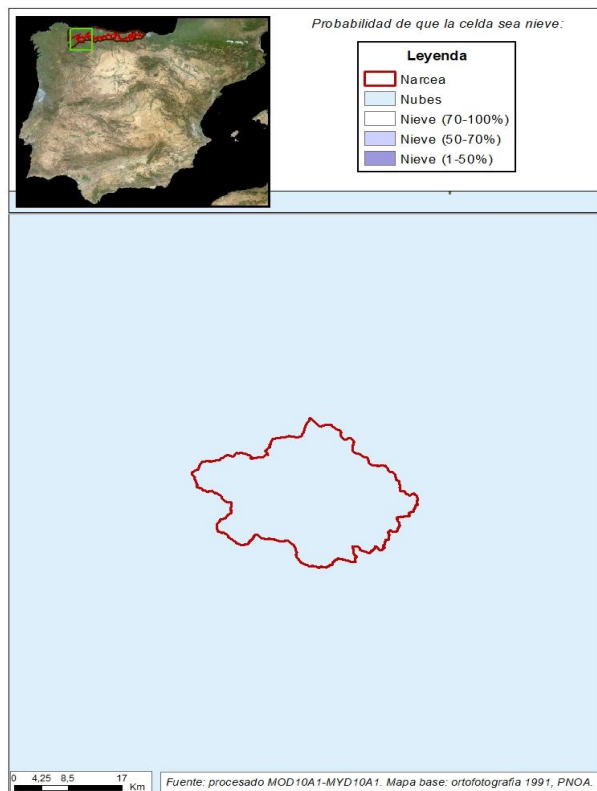 Probabilidad de que la celda sea nieve:
Leyenda
Narcea
Nubes
Nieve (70-100%)
Nieve (50-70%)
Nieve (1-50%)
0 4,25 8,5 17
Km
Fuente: procesado MOD10A1-MYD10A1. Mapa base: ortofotografia 1991, PNOA.